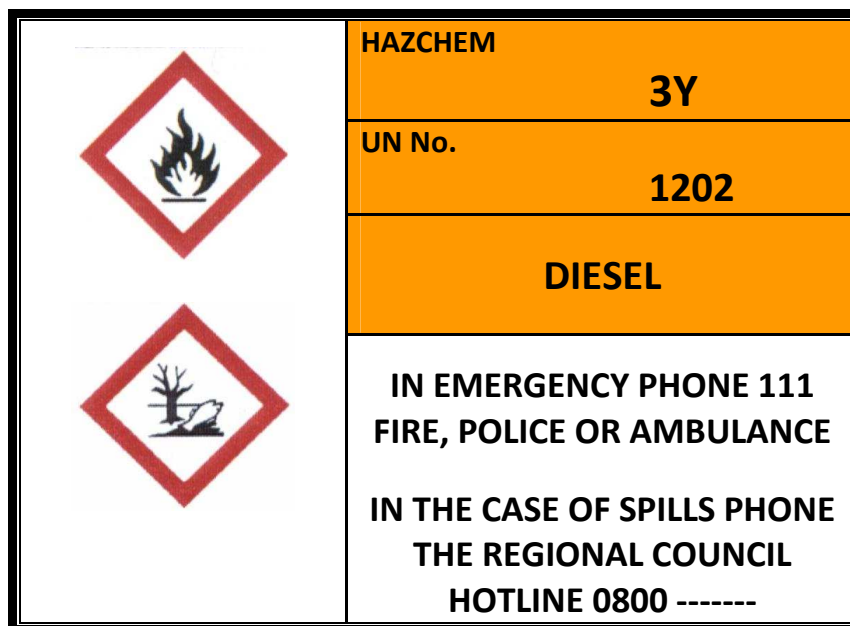 HAZCHEM
3Y
UN No.
1202
DIESEL
IN EMERGENCY PHONE 111
FIRE, POLICE OR AMBULANCE
IN THE CASE OF SPILLS PHONE
THE REGIONAL COUNCIL
HOTLINE 0800 -------